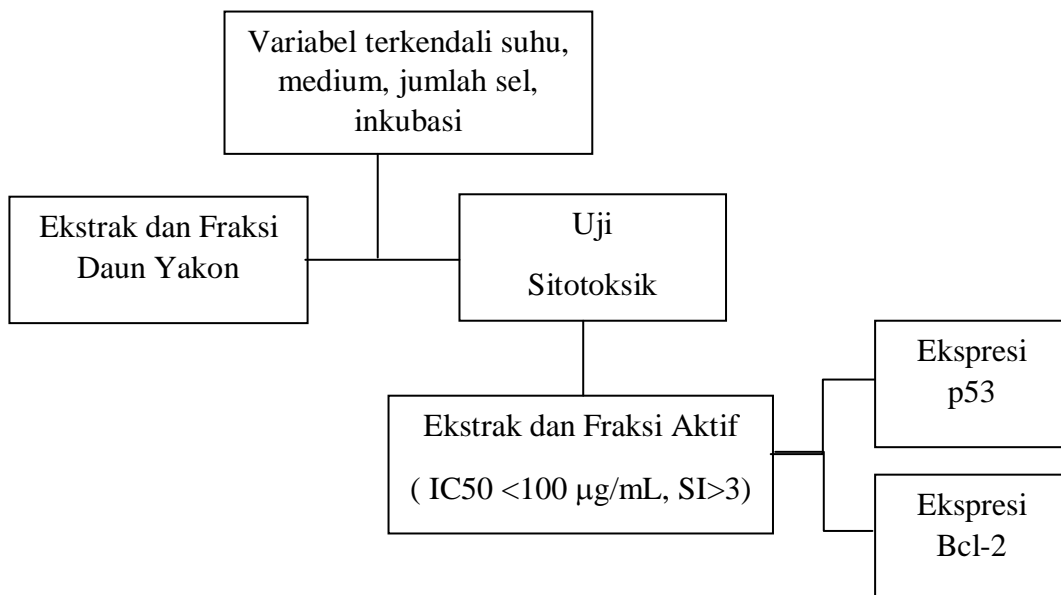 Variabel terkendali suhu,
medium, jumlah sel,
inkubasi
Ekstrak dan Fraksi
Daun Yakon
Uji
Sitotoksik
Ekstrak dan Fraksi Aktif
( IC50 <100 µg/mL, SI>3)
Ekspresi
p53
Ekspresi
Bcl-2